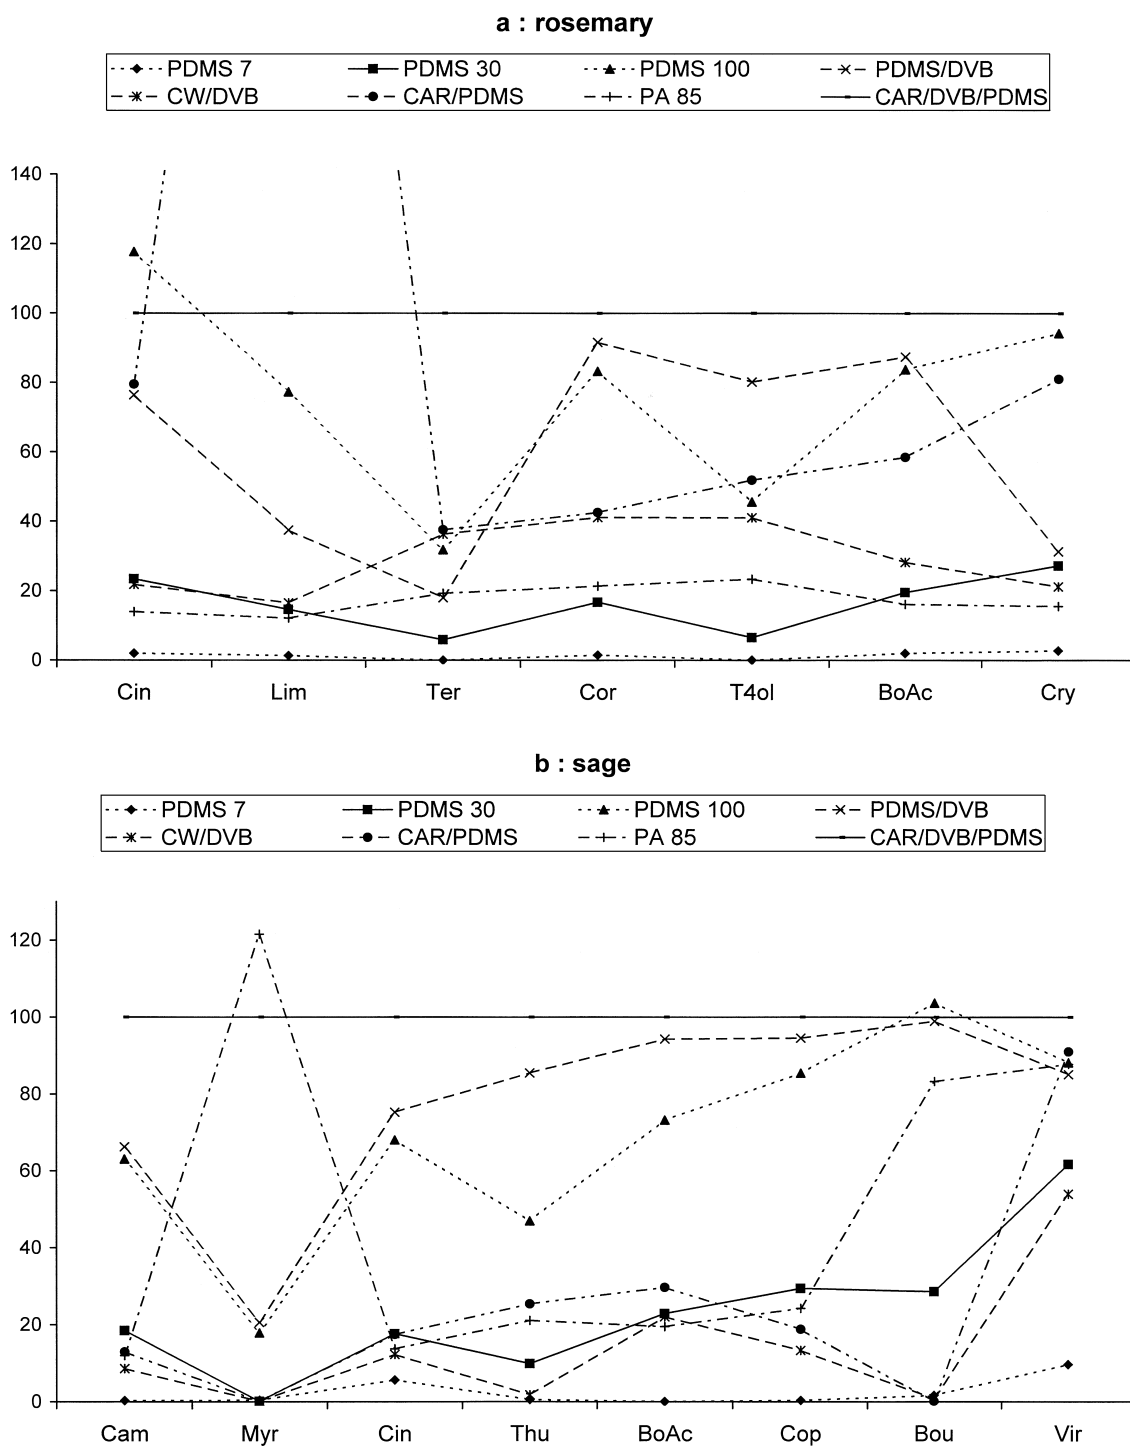 a : rosemary
PDMS 7 PDMS 30 PDMS 100 PDMS/DVB
CW/DVB CAR/PDMS PA 85 CAR/DVB/PDMS
140
120
100
80
60
40
20
0
Cin Lim Ter Cor T4ol BoAc Cry
b : sage
PDMS 7 PDMS 30 PDMS 100 PDMS/DVB
CW/DVB CAR/PDMS PA 85 CAR/DVB/PDMS
120
100
80
60
40
20
0
Cam Myr Cin Thu BoAc Cop Bou Vir